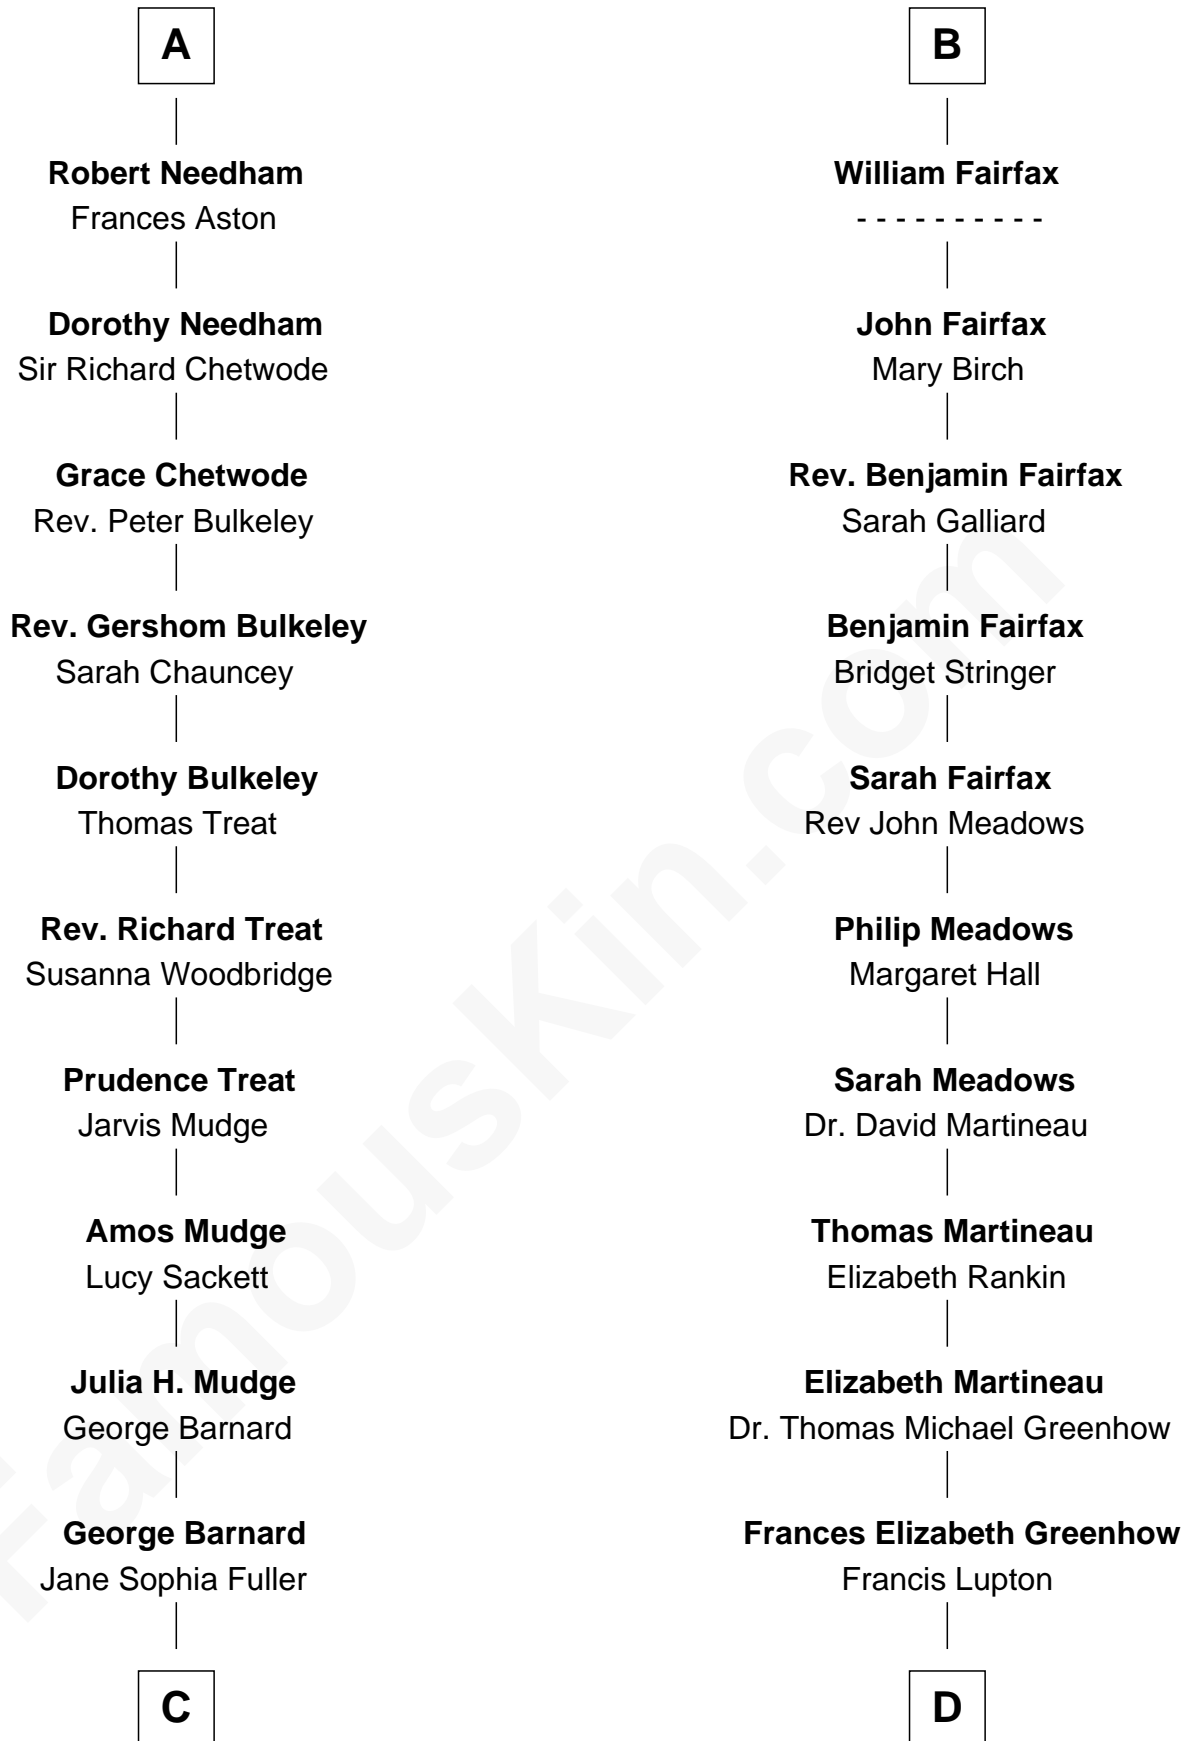 A
Robert Needham
Frances Aston
Dorothy Needham
Sir Richard Chetwode
Grace Chetwode
Rev. Peter Bulkeley
Rev. Gershom Bulkeley
Sarah Chauncey
Dorothy Bulkeley
Thomas Treat
Rev. Richard Treat
Susanna Woodbridge
Prudence Treat
Jarvis Mudge
Amos Mudge
Lucy Sackett
Julia H. Mudge
George Barnard
George Barnard
Jane Sophia Fuller
C
B
William Fairfax
- - - - - - - - - -
John Fairfax
Mary Birch
Rev. Benjamin Fairfax
Sarah Galliard
Benjamin Fairfax
Bridget Stringer
Sarah Fairfax
Rev John Meadows
Philip Meadows
Margaret Hall
Sarah Meadows
Dr. David Martineau
Thomas Martineau
Elizabeth Rankin
Elizabeth Martineau
Dr. Thomas Michael Greenhow
Frances Elizabeth Greenhow
Francis Lupton
D
FamousKin.com